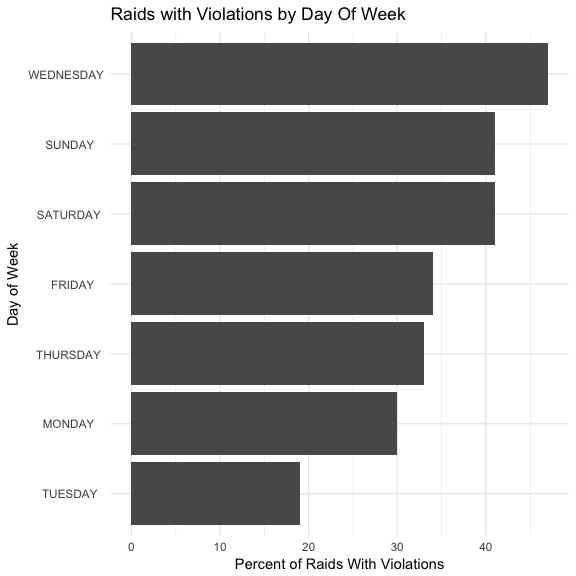 Raids with Violations by Day Of Week
Day of Week
WEDNESDAY
SUNDAY
SATURDAY
FRIDAY
THURSDAY
MONDAY
TUESDAY
0 10 20 30 40
Percent of Raids With Violations